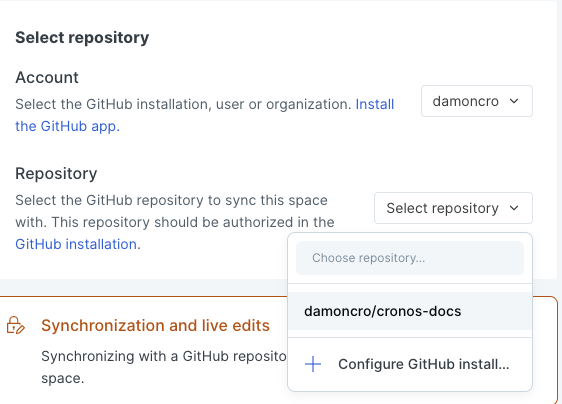 Select repository
Account
Select the GitHub installation, user or organization. Install
the GitHub app.
damoncro
Repository
Select the GitHub repository to sync this space
with. This repository should be authorized in the
GitHub installation.
Select repository
Choose repository...
damoncro/cronos-docs
Configure GitHub install...
Synchronization and live edits
Synchronizing with a GitHub reposito
space.